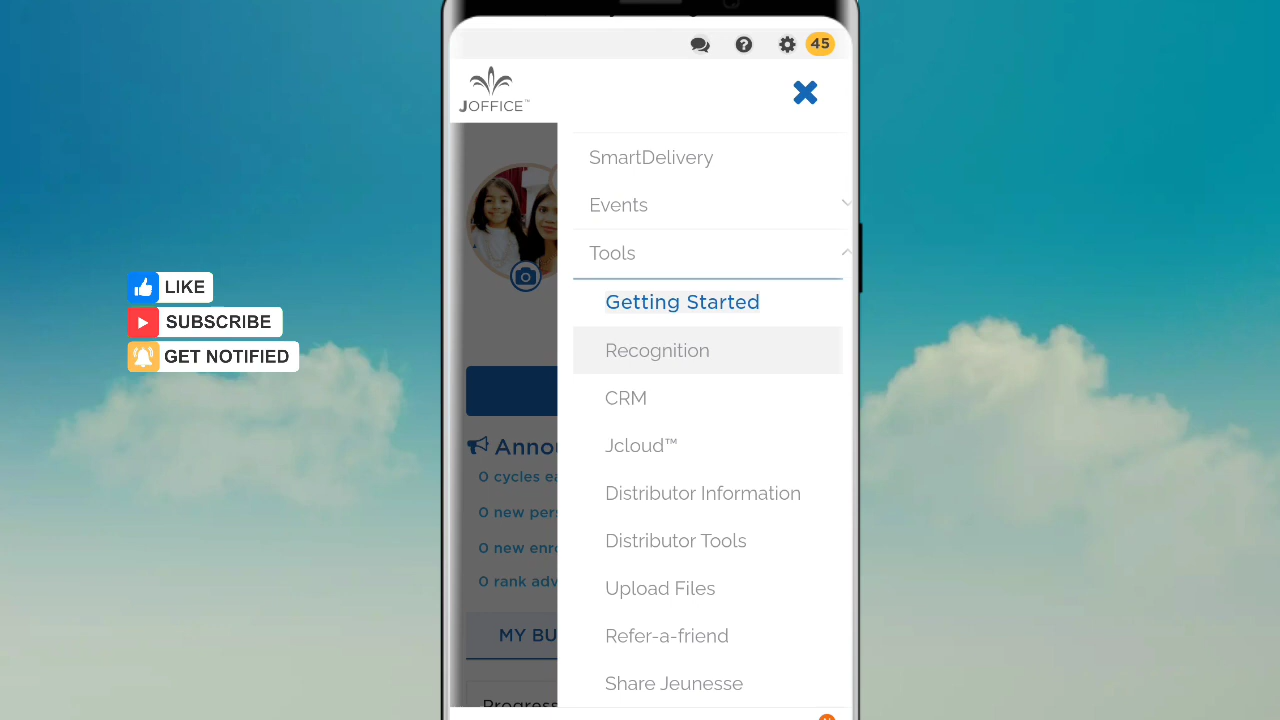 45
JOFFICE™
SmartDelivery
Events
Tools
Getting Started
Recognition
CRM
Jcloud™
Distributor Information
Distributor Tools
Upload Files
Refer-a-friend
Share Jeunesse
LIKE
SUBSCRIBE
GET NOTIFIED
0 cycles
0 new
0 new
0 rank
MY
Progress